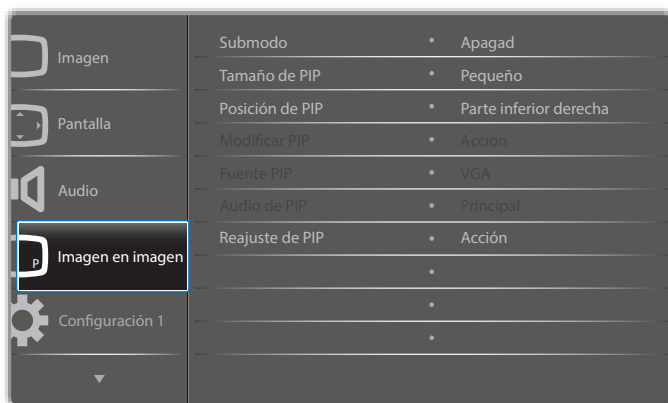 Imagen
Pantalla
Audio
P
Imagen en imagen
Configuración 1
Submodo • Apagad
Tamaño de PIP • Pequeño
Posición de PIP • Parte inferior derecha
Modificar PIP • Acción
Fuente PIP • VGA
Audio de PIP • Principal
Reajuste de PIP • Acción
•
•
•